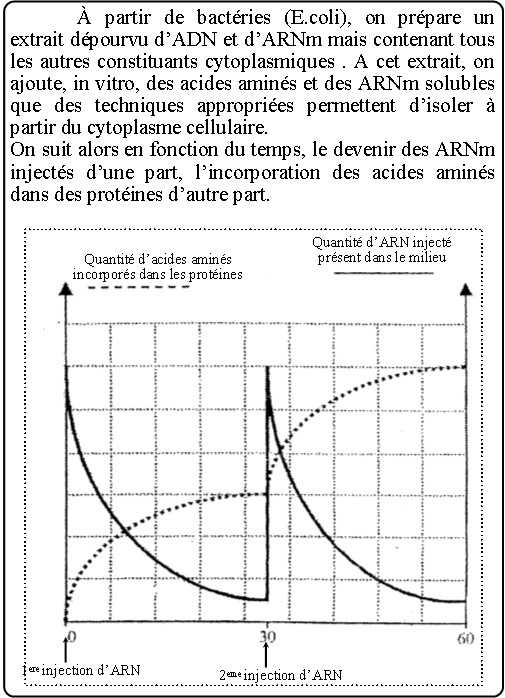 À partir de bactéries (E.coli), on prépare un
extrait dépourvu d’ADN et d’ARNm mais contenant tous
les autres constituants cytoplasmiques . A cet extrait, on
ajoute, in vitro, des acides aminés et des ARNm solubles
que des techniques appropriées permettent d’isoler à
partir du cytoplasme cellulaire.
On suit alors en fonction du temps, le devenir des ARNm
injectés d’une part, l’incorporation des acides aminés
dans des protéines d’autre part.
Quantité d’acides aminés
incorporés dans les protéines
Quantité d’ARN injecté
présent dans le milieu
0 30 60
1ere injection d’ARN
2eme injection d’ARN